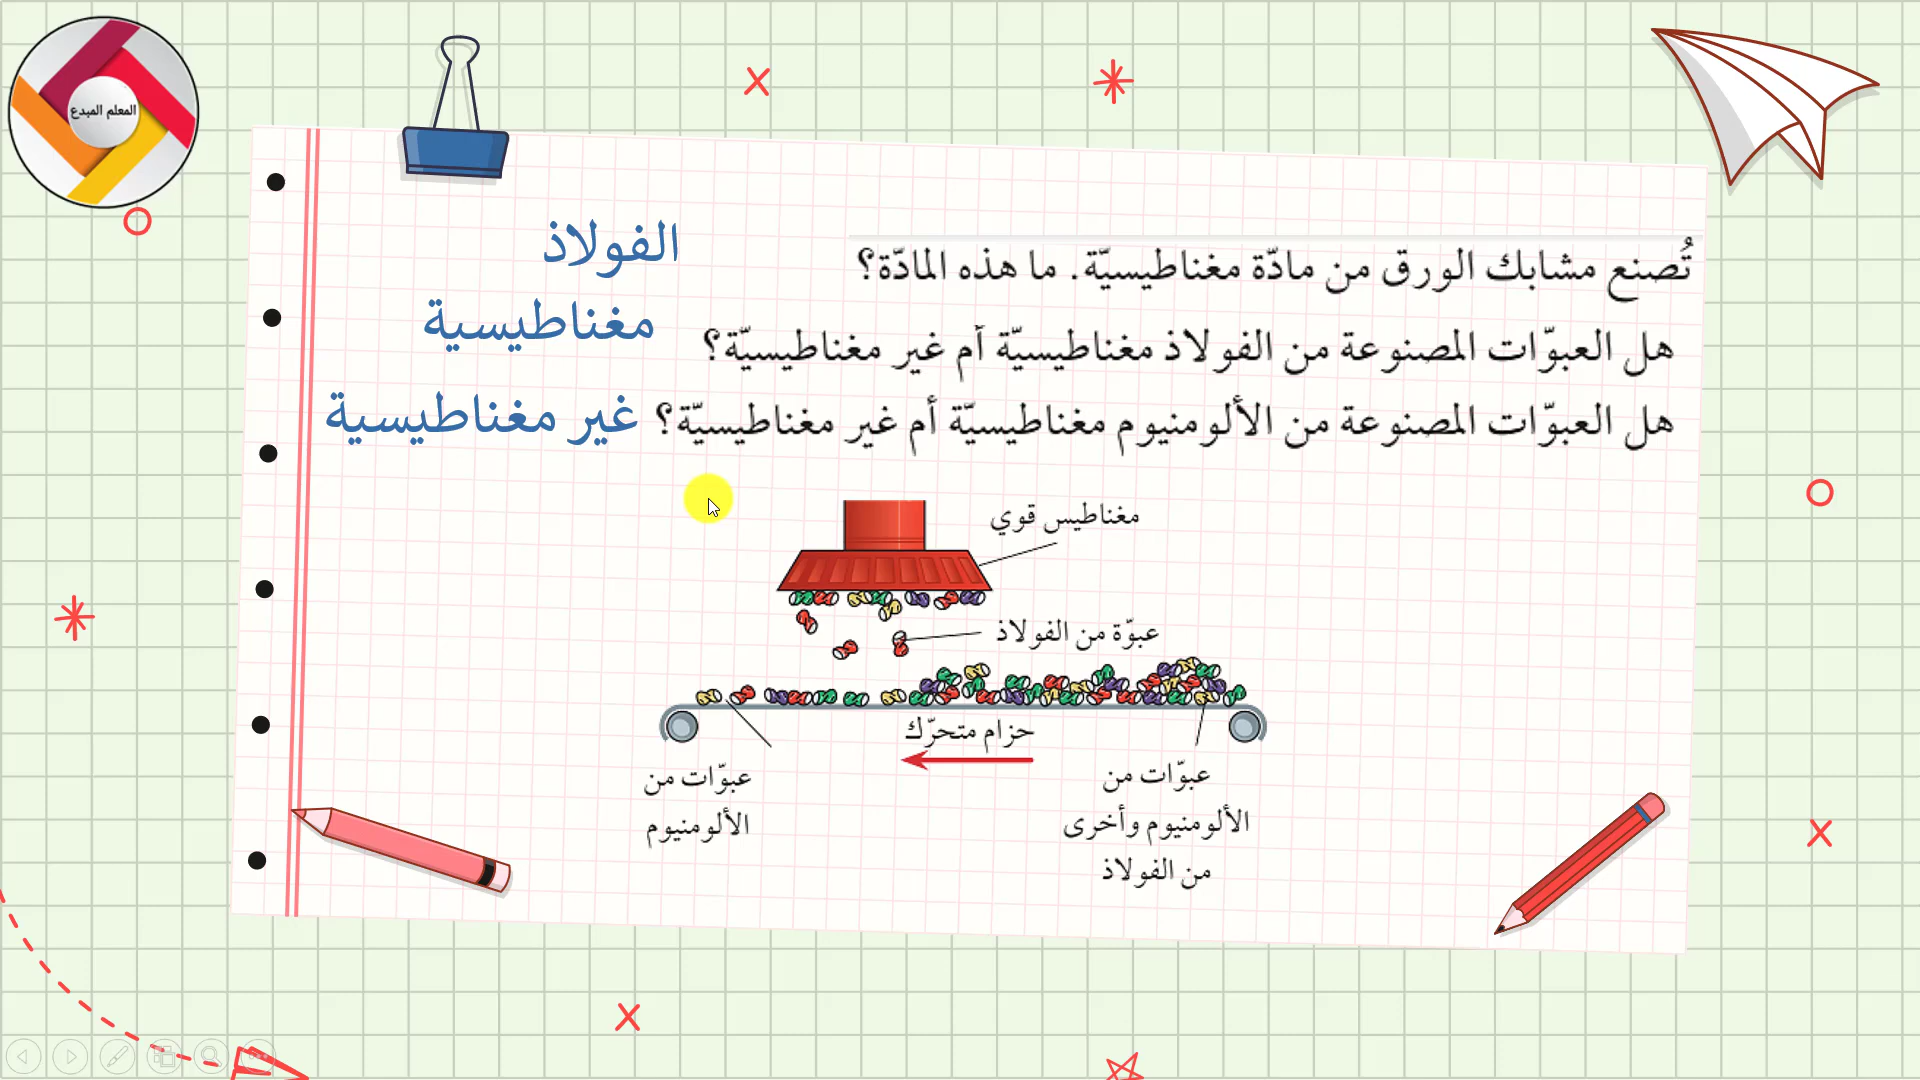 المعلم المبدع
تُصنع مشابك الورق من مادّة مغناطيسيّة. ما هذه المادّة؟ الفولاذ
هل العبوّات المصنوعة من الفولاذ مغناطيسيّة أم غير مغناطيسيّة؟ مغناطيسية
هل العبوّات المصنوعة من الألومنيوم مغناطيسيّة أم غير مغناطيسيّة؟ غير مغناطيسية
مغناطيس قوي
عبوّة من الفولاذ
حزام متحرّك
عبوّات من
الألومنيوم وأخرى
من الفولاذ
عبوّات من
الألومنيوم